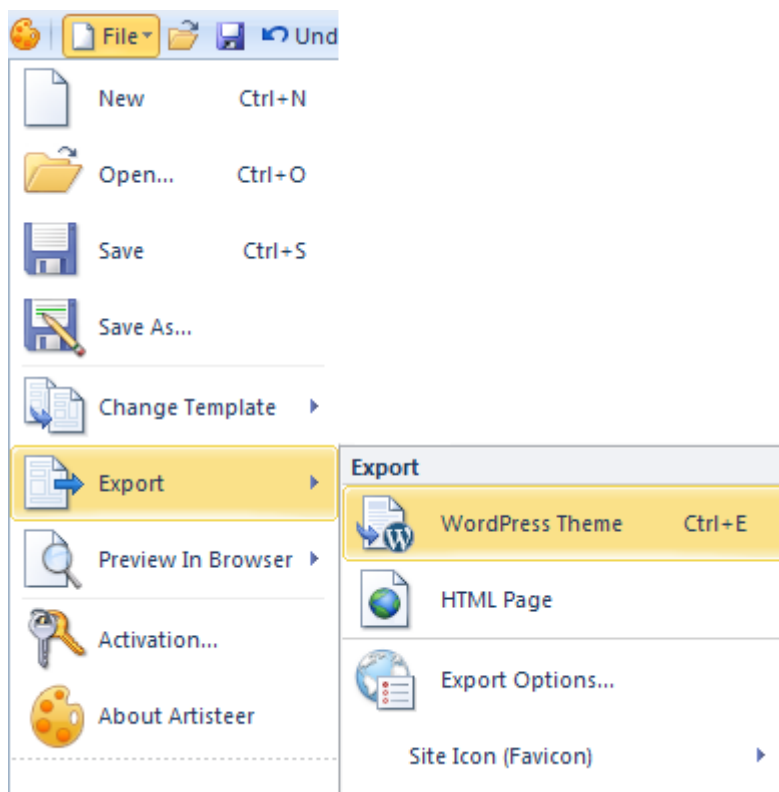 File Und
New Ctrl+N
Open... Ctrl+O
Save Ctrl+S
Save As...
Change Template
Export
Preview In Browser
Activation...
About Artisteer
Export
WordPress Theme Ctrl+E
HTML Page
Export Options...
Site Icon (Favicon)